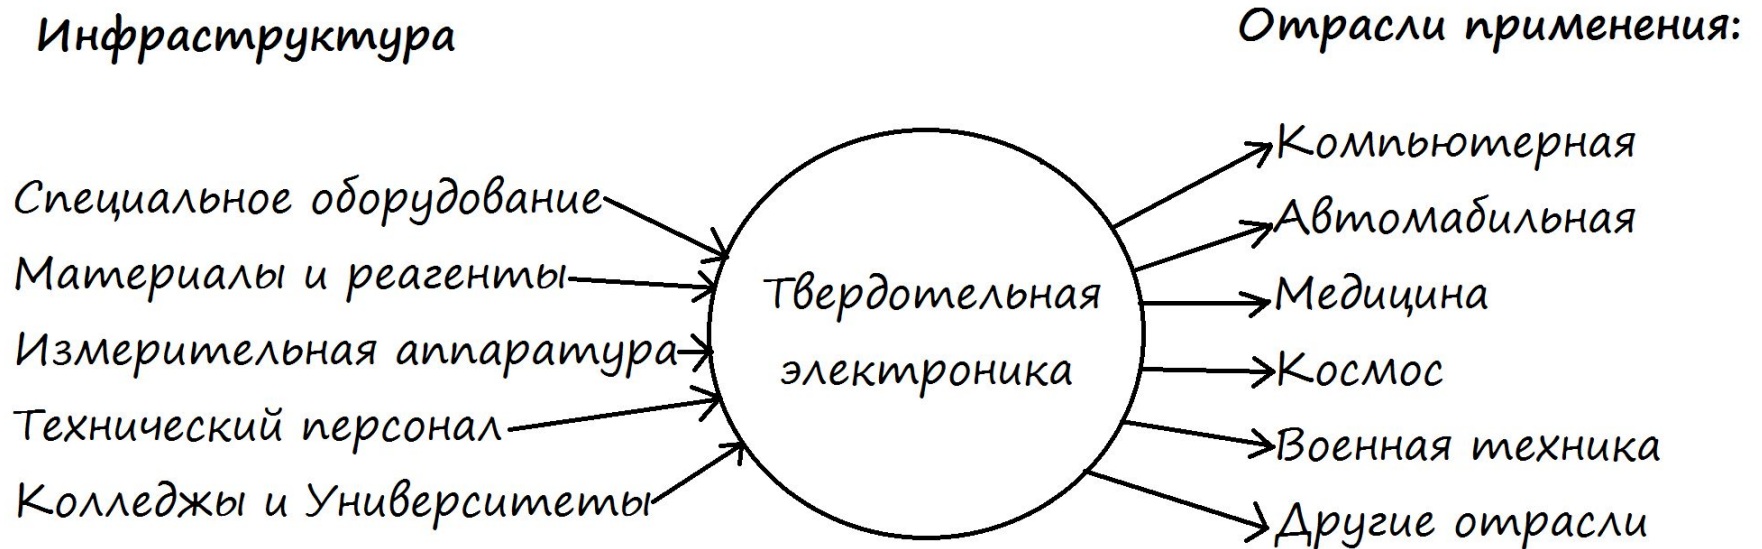 Инфраструктура
Специальное оборудование
Материалы и реагенты
Измерительная аппаратура
Технический персонал
Колледжы и Университеты
Твердотельная
электроника
Отрасли применения:
Компьютерная
Автомабильная
Медицина
Космос
Военная техника
Другие отрасли